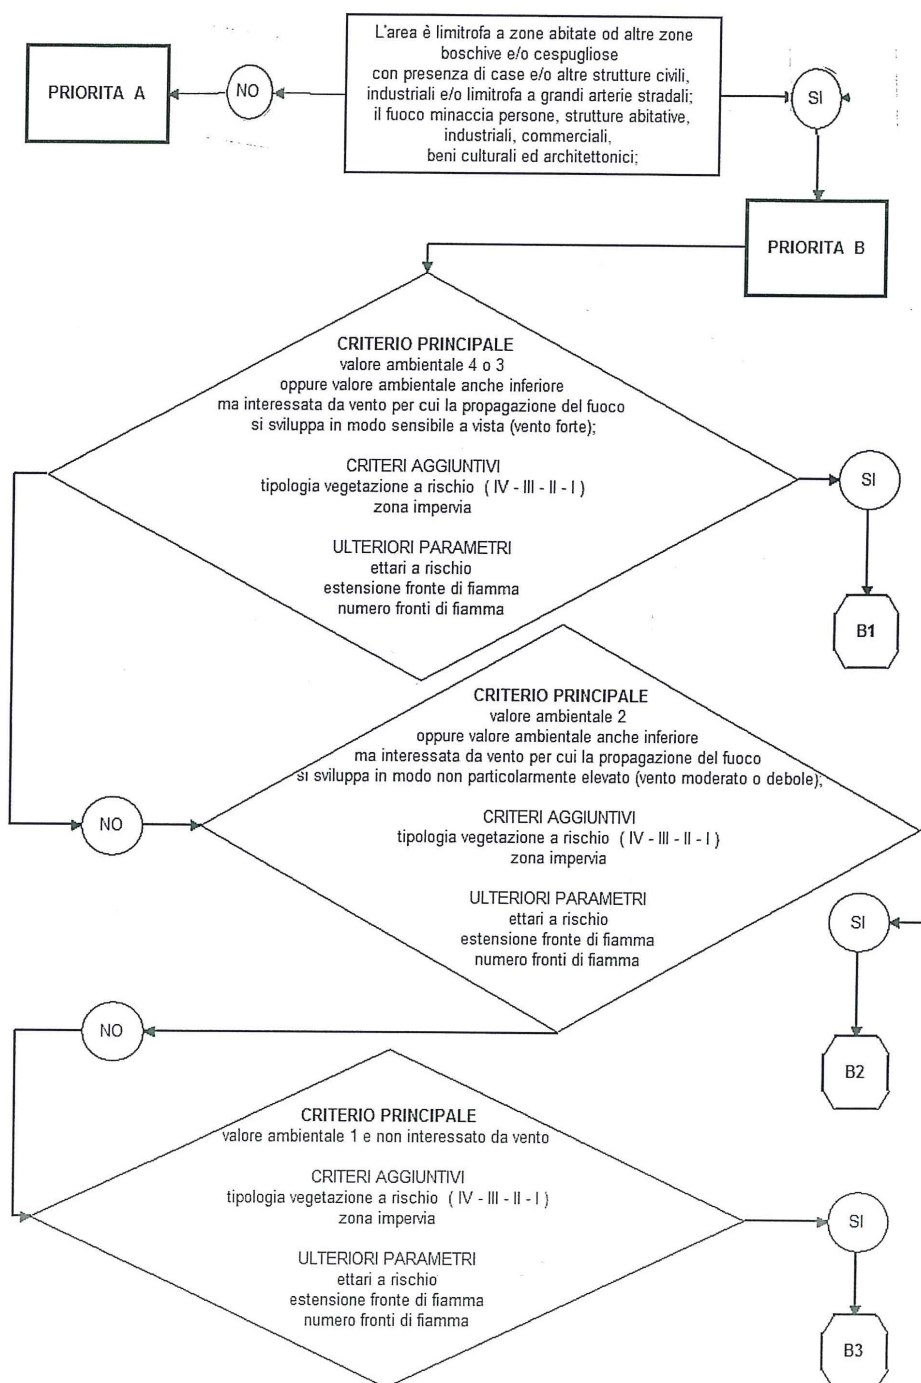 L'area è limitrofa a zone abitate od altre zone
boschive e/o cespugliose
con presenza di case e/o altre strutture civili,
industriali e/o limitrofa a grandi arterie stradali;
il fuoco minaccia persone, strutture abitative,
industriali, commerciali,
beni culturali ed architettonici;
PRIORITA A
NO
SI
PRIORITA B
CRITERIO PRINCIPALE
valore ambientale 4 o 3
oppure valore ambientale anche inferiore
ma interessata da vento per cui la propagazione del fuoco
si sviluppa in modo sensibile a vista (vento forte);
CRITERI AGGIUNTIVI
tipologia vegetazione a rischio ( IV - III - II - I )
zona impervia
ULTERIORI PARAMETRI
ettari a rischio
estensione fronte di fiamma
numero fronti di fiamma
SI
B1
CRITERIO PRINCIPALE
valore ambientale 2
oppure valore ambientale anche inferiore
ma interessata da vento per cui la propagazione del fuoco
si sviluppa in modo non particolarmente elevato (vento moderato o debole);
CRITERI AGGIUNTIVI
tipologia vegetazione a rischio ( IV - III - II - I )
zona impervia
ULTERIORI PARAMETRI
ettari a rischio
estensione fronte di fiamma
numero fronti di fiamma
NO
SI
B2
NO
CRITERIO PRINCIPALE
valore ambientale 1 e non interessato da vento
CRITERI AGGIUNTIVI
tipologia vegetazione a rischio ( IV - III - II - I )
zona impervia
ULTERIORI PARAMETRI
ettari a rischio
estensione fronte di fiamma
numero fronti di fiamma
SI
B3